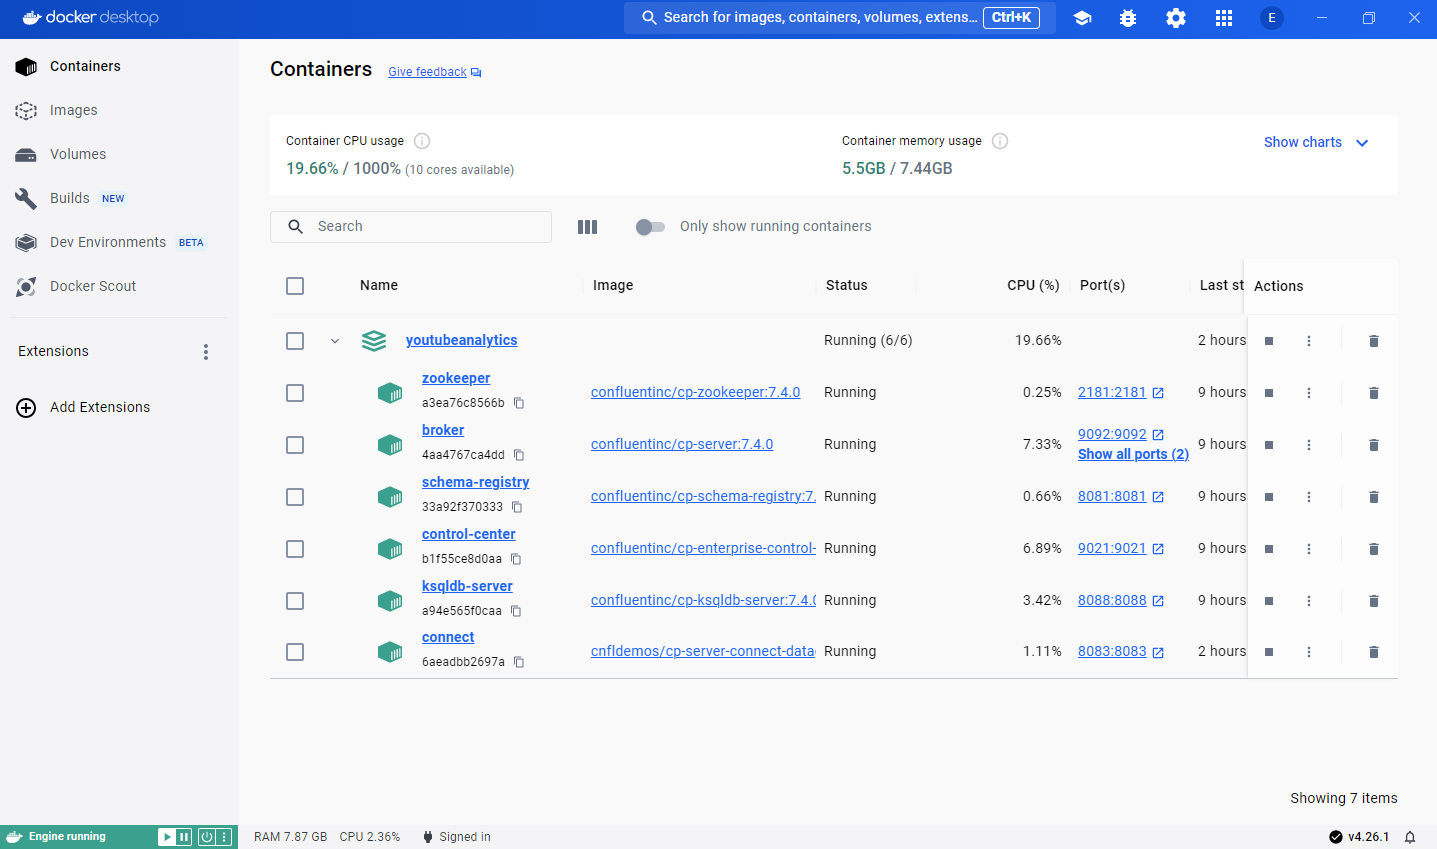 docker desktop
Search for images, containers, volumes, extens... Ctrl+K
E
Containers
Images
Volumes
Builds NEW
Dev Environments BETA
Docker Scout
Extensions
Add Extensions
Containers Give feedback
Container CPU usage
19.66% / 1000% (10 cores available)
Container memory usage
5.5GB / 7.44GB
Show charts
Search
Only show running containers
Name Image Status CPU (%) Port(s) Last st Actions
youtubeanalytics Running (6/6) 19.66% 2 hours
zookeeper
a3ea76c8566b
confluentinc/cp-zookeeper:7.4.0 Running 0.25% 2181:2181 9 hours
broker
4aa4767ca4dd
confluentinc/cp-server:7.4.0 Running 7.33% 9092:9092 9 hours
Show all ports (2)
schema-registry
33a92f370333
confluentinc/cp-schema-registry:7. Running 0.66% 8081:8081 9 hours
control-center
b1f55ce8d0aa
confluentinc/cp-enterprise-control- Running 6.89% 9021:9021 9 hours
ksqldb-server
a94e565f0caa
confluentinc/cp-ksqldb-server:7.4.0 Running 3.42% 8088:8088 9 hours
connect
6aeadbb2697a
cnfldemos/cp-server-connect-data Running 1.11% 8083:8083 2 hours
Showing 7 items
Engine running
RAM 7.87 GB CPU 2.36% Signed in
v4.26.1